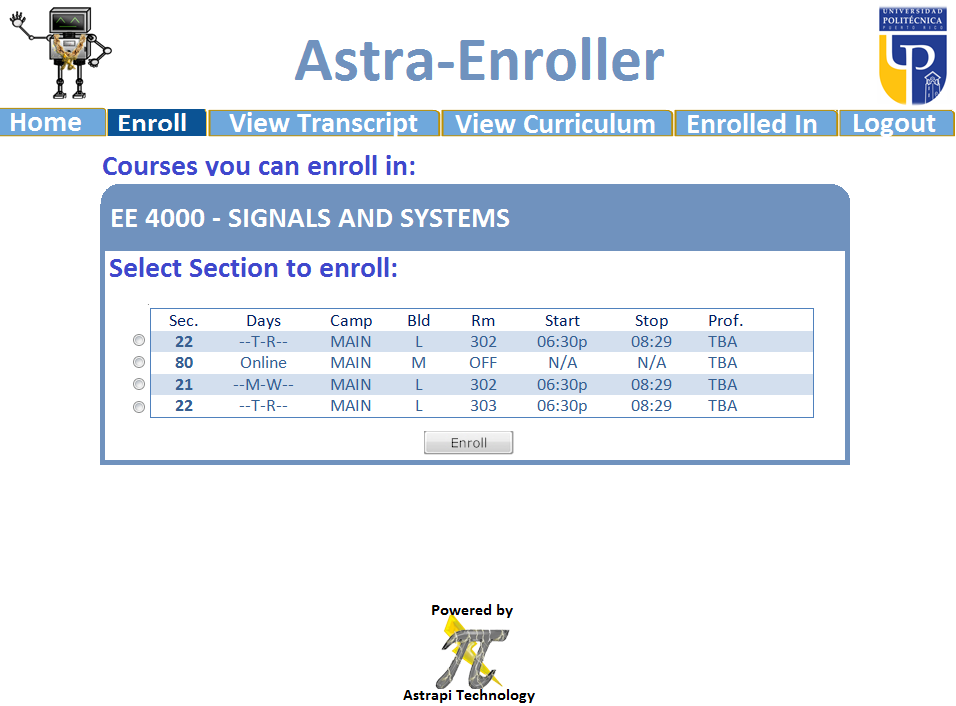 UNIVERSIDAD
POLITÉCNICA
PUERTO RICO
Astra-Enroller
Home Enroll View Transcript View Curriculum Enrolled In Logout
Courses you can enroll in:
EE 4000 - SIGNALS AND SYSTEMS
Select Section to enroll:
Sec. Days Camp Bld Rm Start Stop Prof.
22 --T-R-- MAIN L 302 06:30p 08:29 TBA
80 Online MAIN M OFF N/A N/A TBA
21 --M-W-- MAIN L 302 06:30p 08:29 TBA
22 --T-R-- MAIN L 303 06:30p 08:29 TBA
Enroll
Powered by
π
Astrapi Technology